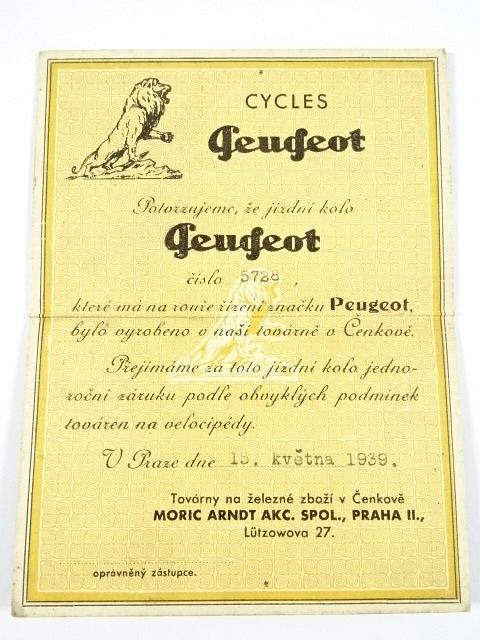 CYCLES
Peugeot
Potvrzujeme, že jízdní kolo
Peugeot
číslo 5728,
které má na rouře řízení značku Peugeot,
bylo vyrobeno v naší továrně v Čenkově.
Přejímáme za toto jízdní kolo jedno-
roční záruku podle obvyklých podmínek
továren na velocipédy.
V Praze dne 15. května 1939.
Továrny na železné zboží v Čenkově
MORIC ARNDT AKC. SPOL., PRAHA II.,
Lützowova 27.
oprávněný zástupce.